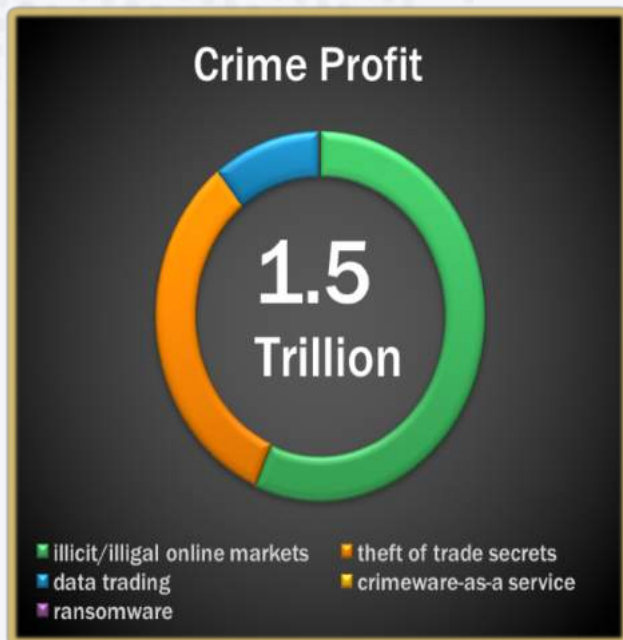 Crime Profit
1.5
Trillion
illicit/illigal online markets
theft of trade secrets
data trading
crimeware-as-a service
ransomware